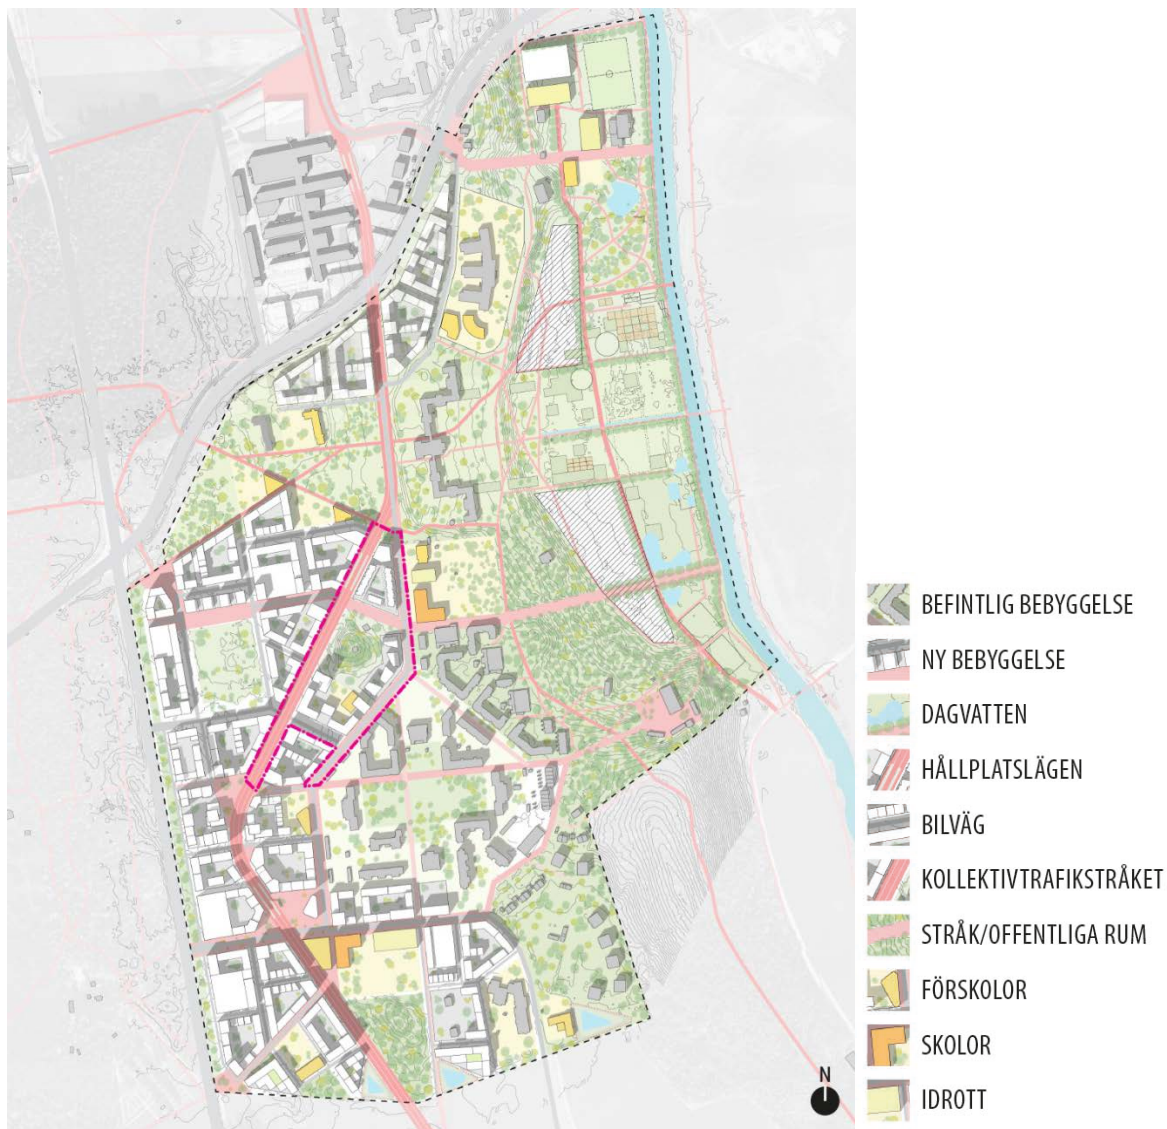 BEFINTLIG BEBYGGELSE
NY BEBYGGELSE
DAGVATTEN
HÅLLPLATSLÄGEN
BILVÄG
KOLLEKTIVTRAFIKSTRÅKET
STRÅK/OFFENTLIGA RUM
FÖRSKOLOR
SKOLOR
N
IDROTT